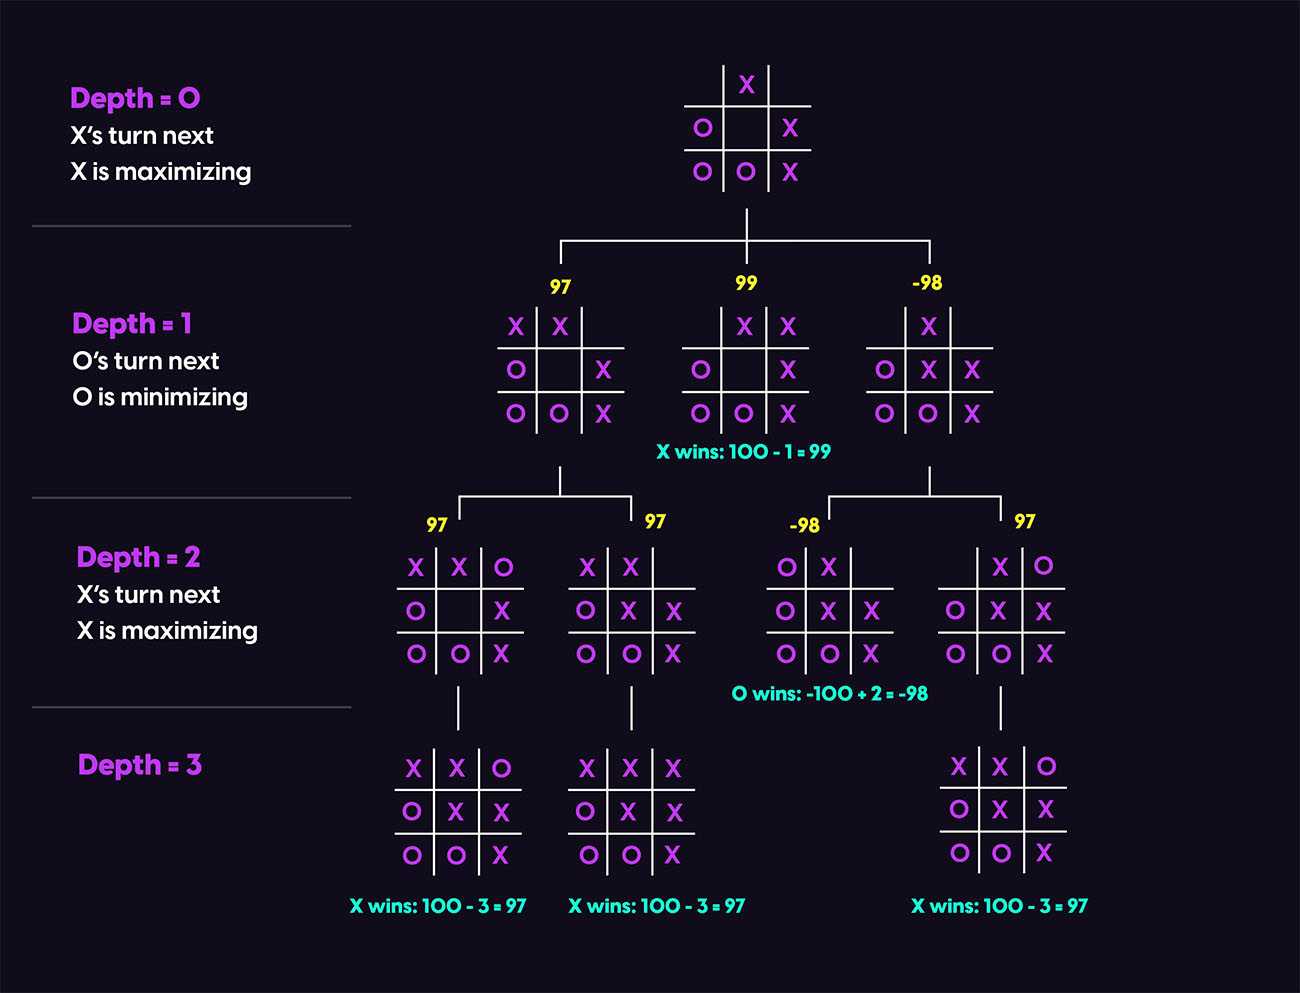 Depth = 0
X's turn next
X is maximizing
X
O X
O O X
97 99 -98
Depth = 1
O's turn next
O is minimizing
X X
O X
O O X
X X
O X
O O X
X
O X X
O O X
X wins: 100 - 1 = 99
97 97 -98 97
Depth = 2
X's turn next
X is maximizing
X X O
O X
O O X
X X
O X X
O O X
O X
O X X
O O X
X O
O X X
O O X
O wins: -100 + 2 = -98
Depth = 3
X X O
O X X
O O X
X X X
O X X
O O X
X X O
O X X
O O X
X wins: 100 - 3 = 97
X wins: 100 - 3 = 97
X wins: 100 - 3 = 97